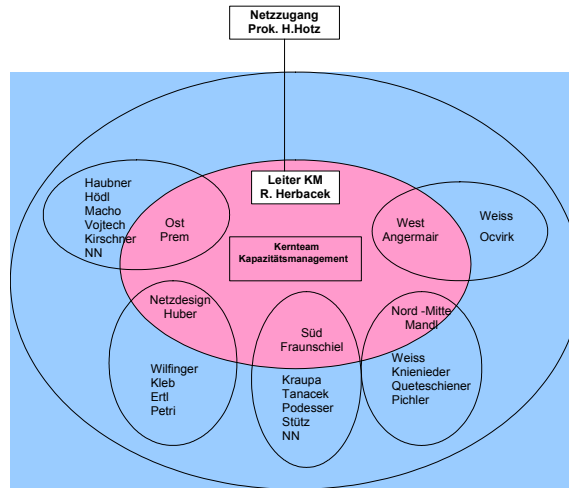 Netzzugang
Prok. H.Hotz
Leiter KM
R. Herbacek
Haubner
Hödl
Macho
Vojtech
Kirschner
NN
Ost
Prem
West
Angermair
Weiss
Ocvirk
Kernteam
Kapazitätsmanagement
Netzdesign
Huber
Wilfinger
Kleb
Ertl
Petri
Süd
Fraunschiel
Kraupa
Tanacek
Podesser
Stütz
NN
Nord -Mitte
Mandl
Weiss
Knienieder
Queteschiener
Pichler